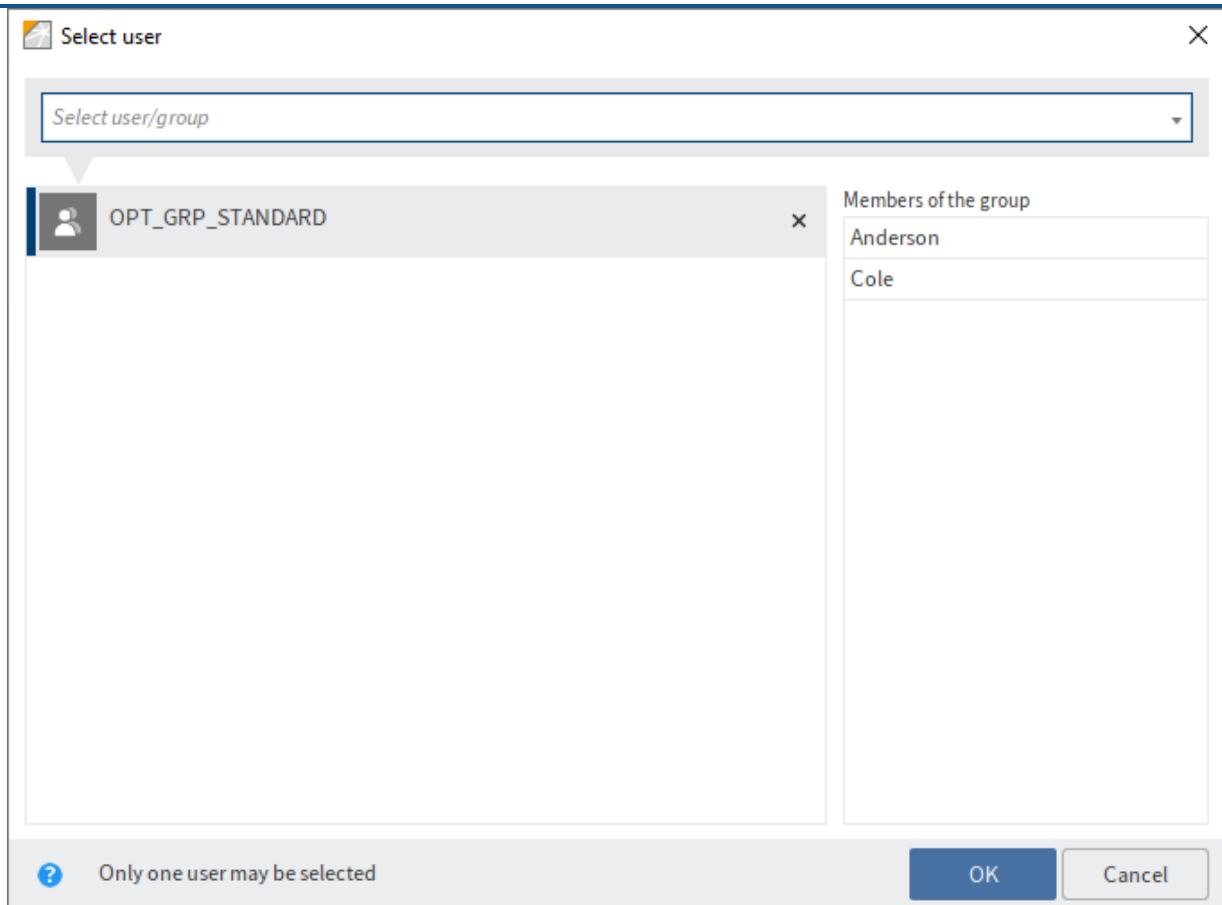 Select user
Select user/group
OPT_GRP_STANDARD
Members of the group
Anderson
Cole
Only one user may be selected
OK
Cancel